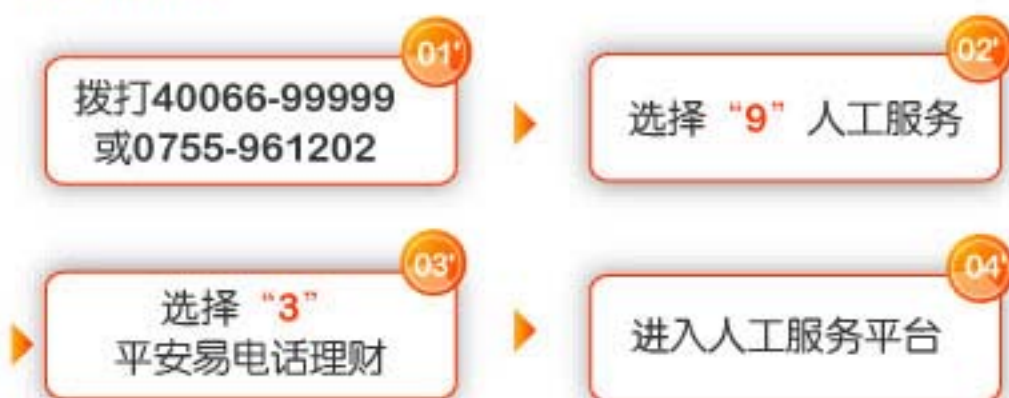 01
拨打40066-99999
或0755-961202
02
选择 “9” 人工服务
03
选择 “3”
平安易电话理财
04
进入人工服务平台